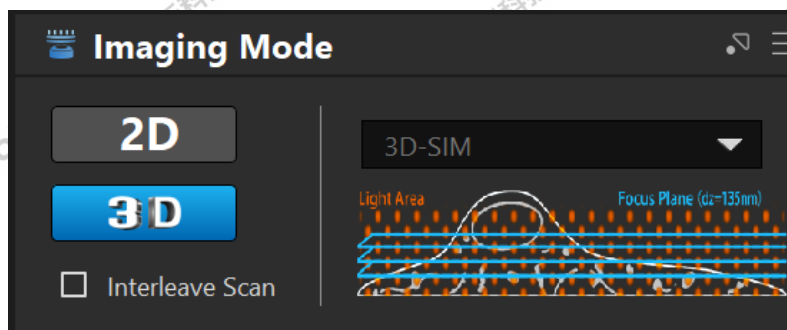 Imaging Mode
2D
3D-SIM
Light Area
Focus Plane (dz=135nm)
3D
Interleave Scan